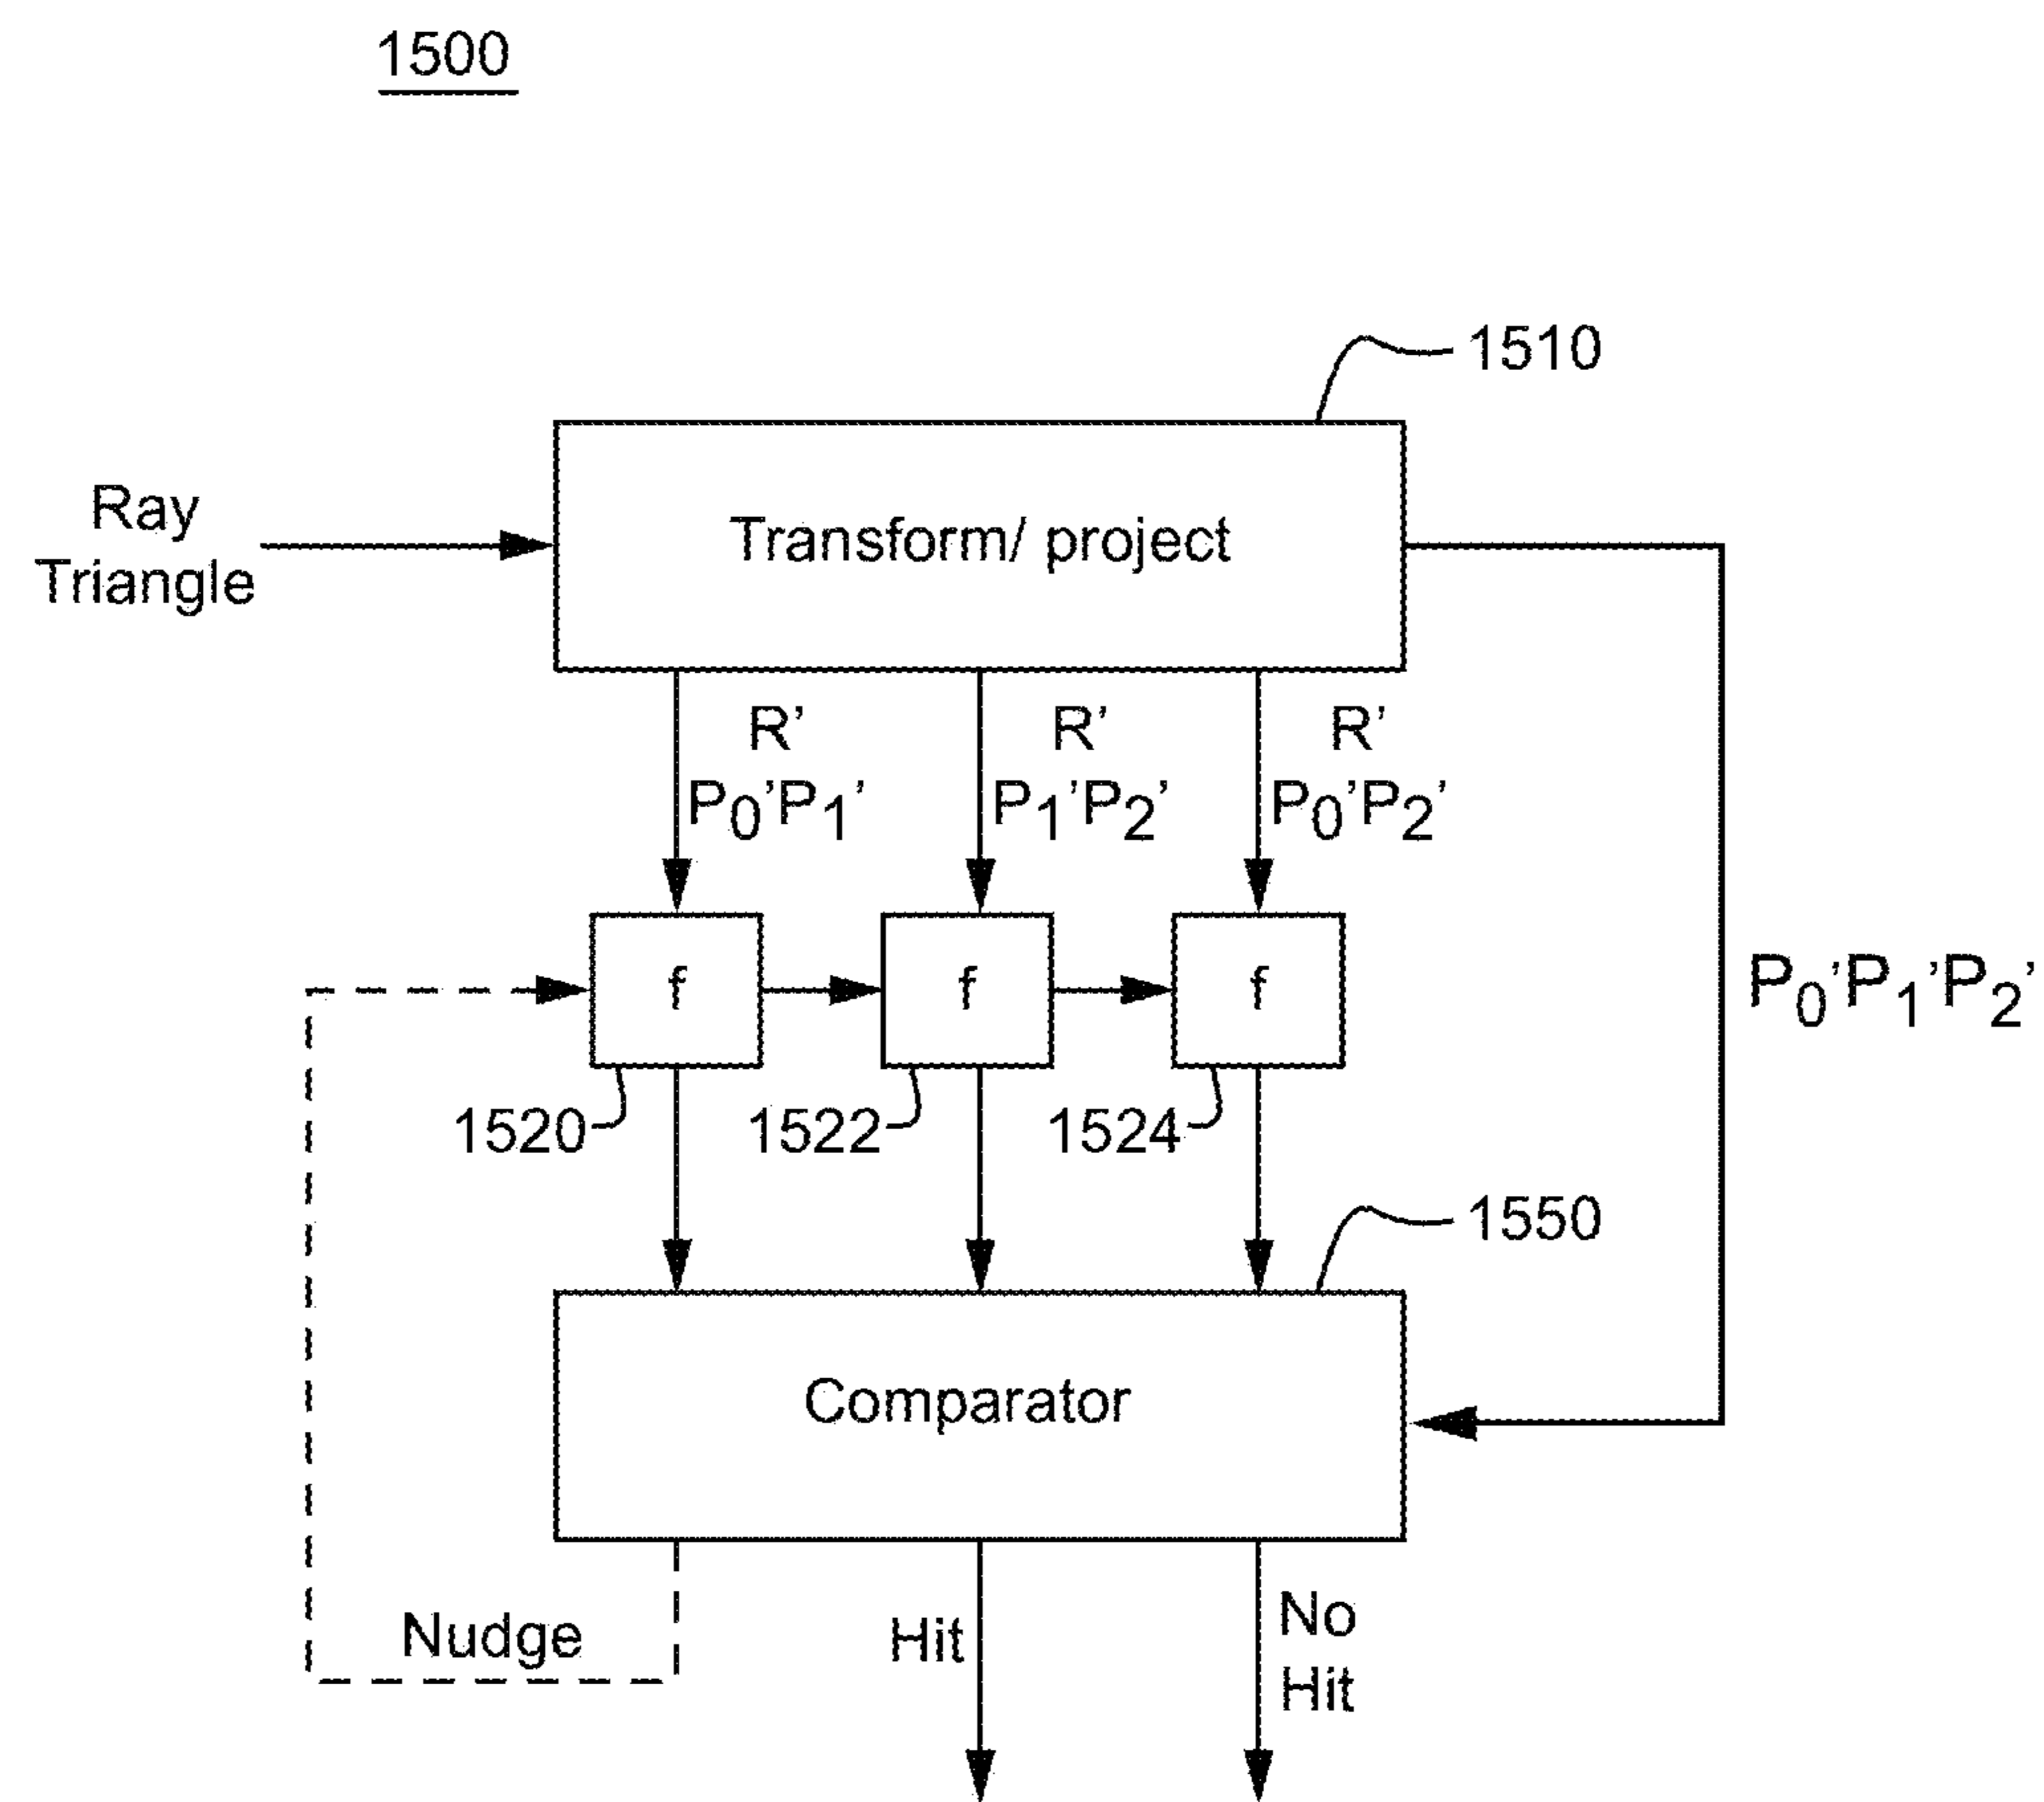 1500
1510
Ray
Triangle
Transform/ project
R’
P₀’P₁’
R’
P₁’P₂’
R’
P₀’P₂’
f
f
f
P₀’P₁’P₂’
1520
1522
1524
1550
Comparator
Nudge
Hit
No
Hit